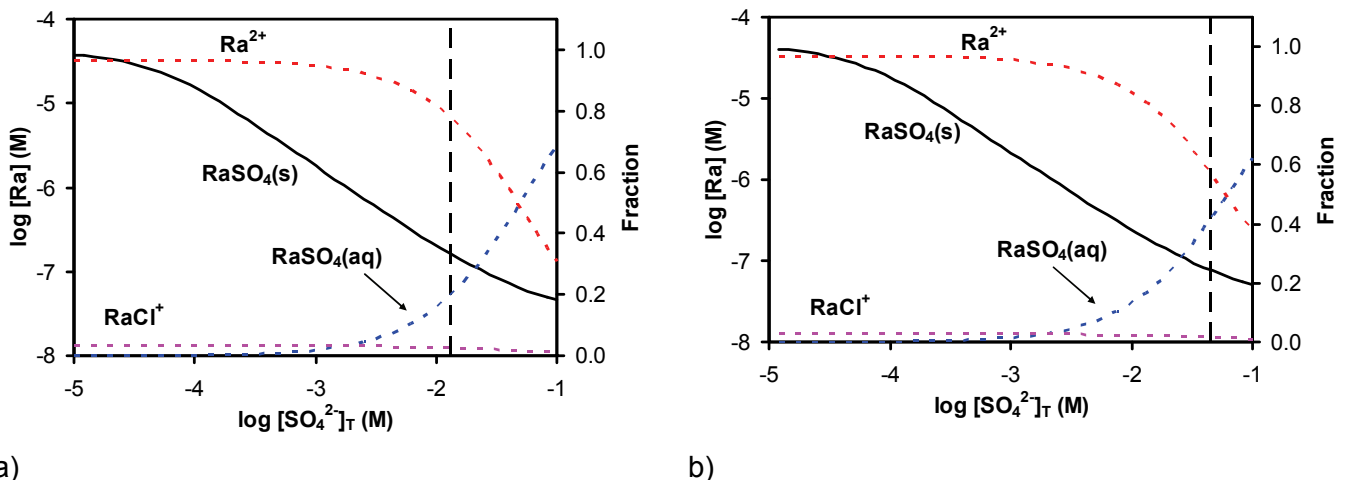 -4
-5
-6
-7
-8
log [Ra] (M)
-5
-4
-3
-2
-1
log [SO₄²⁻]T (M)
1.0
0.8
0.6
0.4
0.2
0.0
Fraction
Ra²⁺
RaSO₄(s)
RaSO₄(aq)
RaCl⁺
a)
-4
-5
-6
-7
-8
log [Ra] (M)
-5
-4
-3
-2
-1
log [SO₄²⁻]T (M)
1.0
0.8
0.6
0.4
0.2
0.0
Fraction
Ra²⁺
RaSO₄(s)
RaSO₄(aq)
RaCl⁺
b)